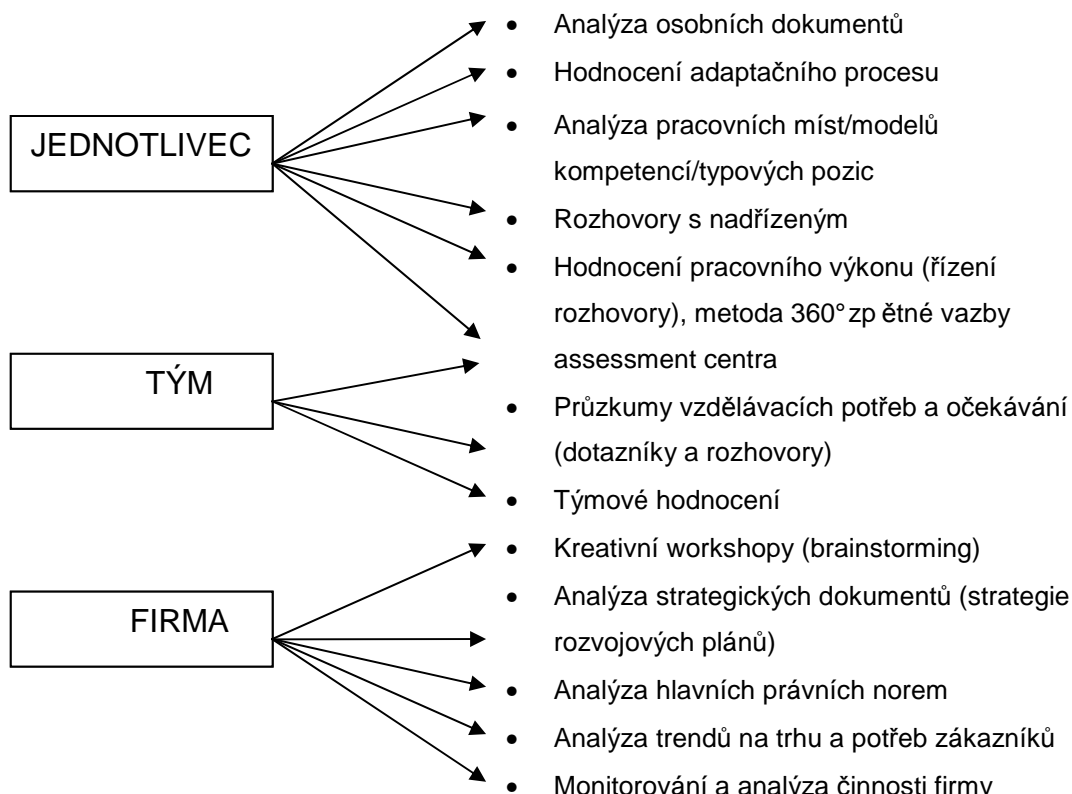 • Analýza osobních dokumentů
• Hodnocení adaptačního procesu
JEDNOTLIVEC
• Analýza pracovních míst/modelů
kompetencí/typových pozic
• Rozhovory s nadřízeným
• Hodnocení pracovního výkonu (řízení
rozhovory), metoda 360° zp ětné vazby
assessment centra
TÝM
• Průzkumy vzdělávacích potřeb a očekávání
(dotazníky a rozhovory)
• Týmové hodnocení
• Kreativní workshopy (brainstorming)
FIRMA
• Analýza strategických dokumentů (strategie
rozvojových plánů)
• Analýza hlavních právních norem
• Analýza trendů na trhu a potřeb zákazníků
• Monitorování a analýza činnosti firmy